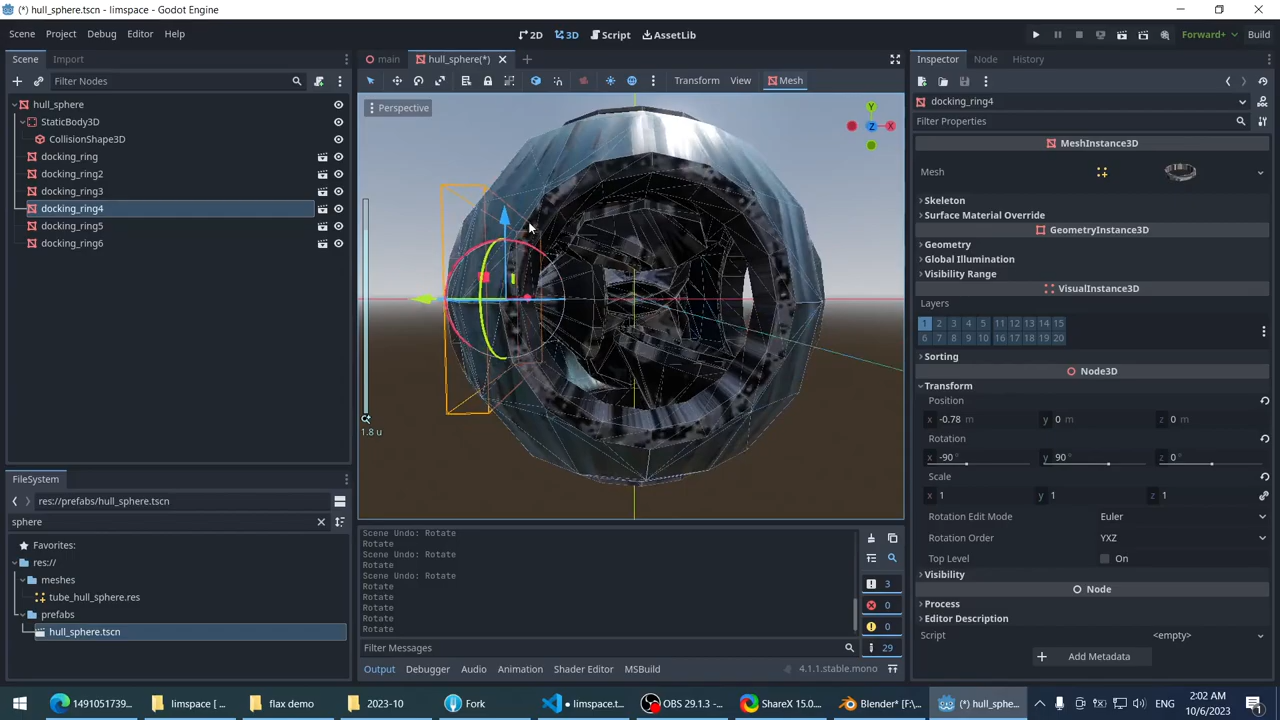 (*) hull_sphere.tscn - limspace - Godot Engine
Scene Project Debug Editor Help
2D 3D Script AssetLib
Forward+ Build
Scene Import
main hull_sphere(*)
Inspector Node History
Filter Nodes
Transform View Mesh
hull_sphere
StaticBody3D
CollisionShape3D
docking_ring
docking_ring2
docking_ring3
docking_ring4
docking_ring5
docking_ring6
Perspective
Y
Z X
1.8 u
docking_ring4
Filter Properties
MeshInstance3D
Mesh
Skeleton
Surface Material Override
GeometryInstance3D
Geometry
Global Illumination
Visibility Range
VisualInstance3D
Layers
1 2 3 4 5 11 12 13 14 15
6 7 8 9 10 16 17 18 19 20
Sorting
Node3D
Transform
Position
x -0.78 m y 0 m z 0 m
Rotation
x -90 ° y 90 ° z 0 °
Scale
x 1 y 1 z 1
Rotation Edit Mode Euler
Rotation Order YXZ
Top Level On
Visibility
Node
Process
Editor Description
Script <empty>
Add Metadata
FileSystem
res://prefabs/hull_sphere.tscn
sphere
Favorites:
res://
meshes
tube_hull_sphere.res
prefabs
hull_sphere.tscn
Scene Undo: Rotate
Rotate
Scene Undo: Rotate
Rotate
Scene Undo: Rotate
Rotate
Rotate
Rotate
Rotate
Rotate
3
0
0
29
Filter Messages
Output Debugger Audio Animation Shader Editor MSBuild
4.1.1.stable.mono
1491051739... limspace [ ... flax demo 2023-10 Fork • limspace.t... OBS 29.1.3 - ... ShareX 15.0.... Blender* [F:\... (*) hull_sphe...
2:02 AM
10/6/2023